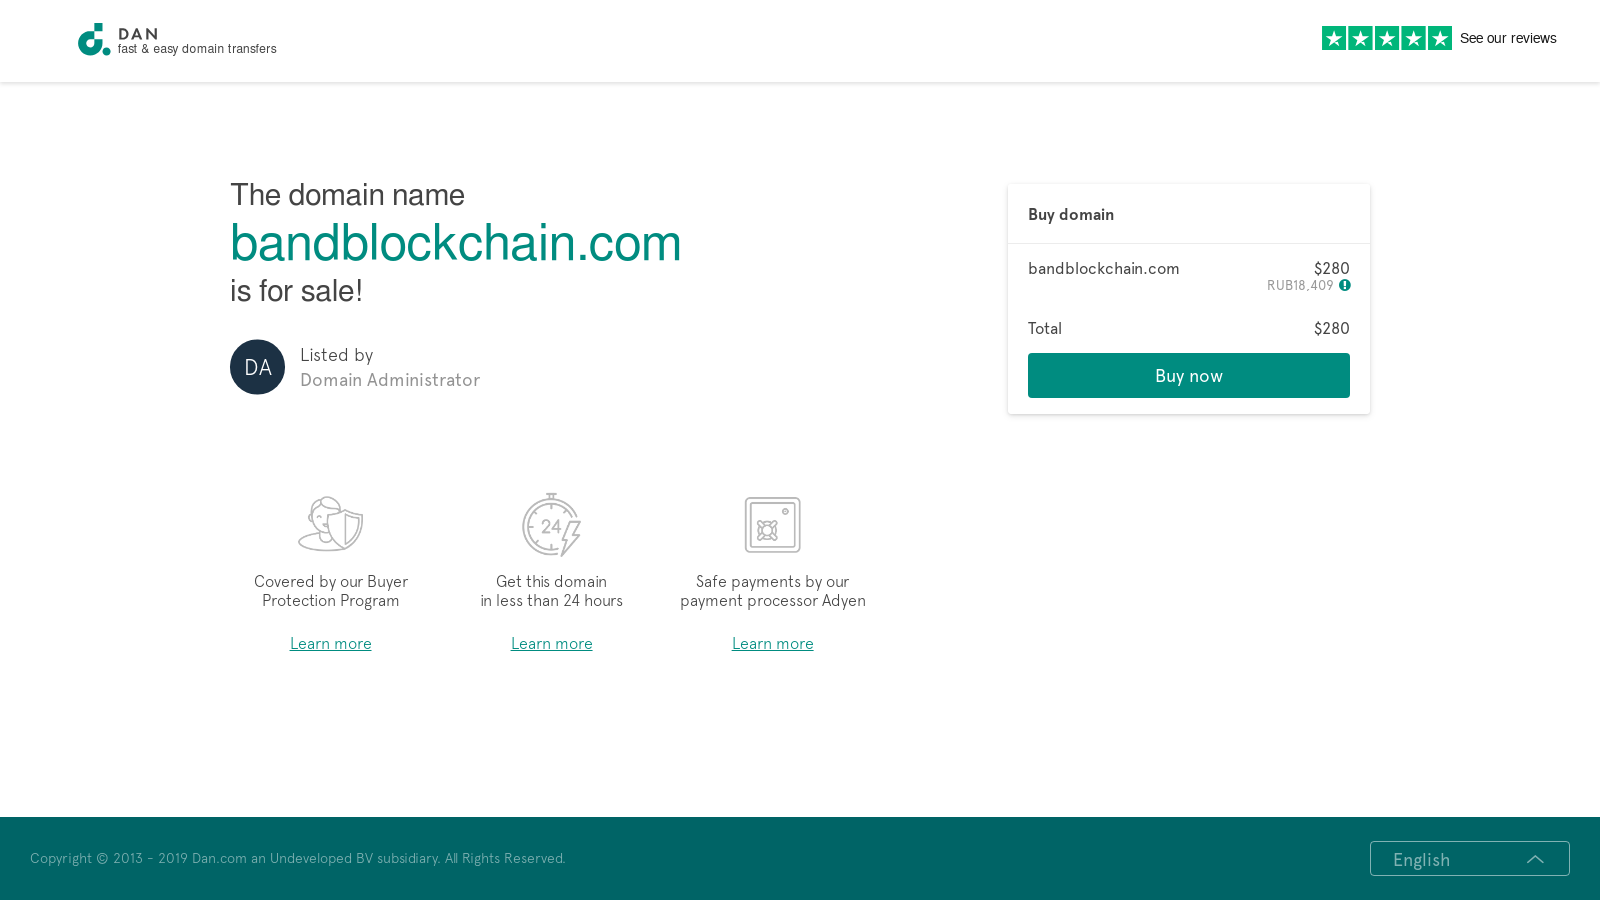 DAN
fast & easy domain transfers
See our reviews
The domain name
bandblockchain.com
is for sale!
DA
Listed by
Domain Administrator
Buy domain
bandblockchain.com $280
RUB18,409
Total $280
Buy now
24
Covered by our Buyer
Protection Program
Learn more
Get this domain
in less than 24 hours
Learn more
Safe payments by our
payment processor Adyen
Learn more
Copyright © 2013 - 2019 Dan.com an Undeveloped BV subsidiary. All Rights Reserved.
English